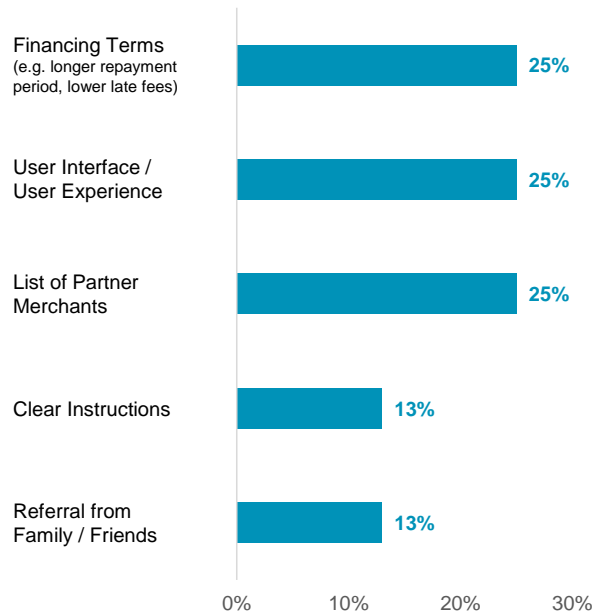 Financing Terms
(e.g. longer repayment
period, lower late fees)
25%
User Interface /
User Experience
25%
List of Partner
Merchants
25%
Clear Instructions
13%
Referral from
Family / Friends
13%
0%
10%
20%
30%